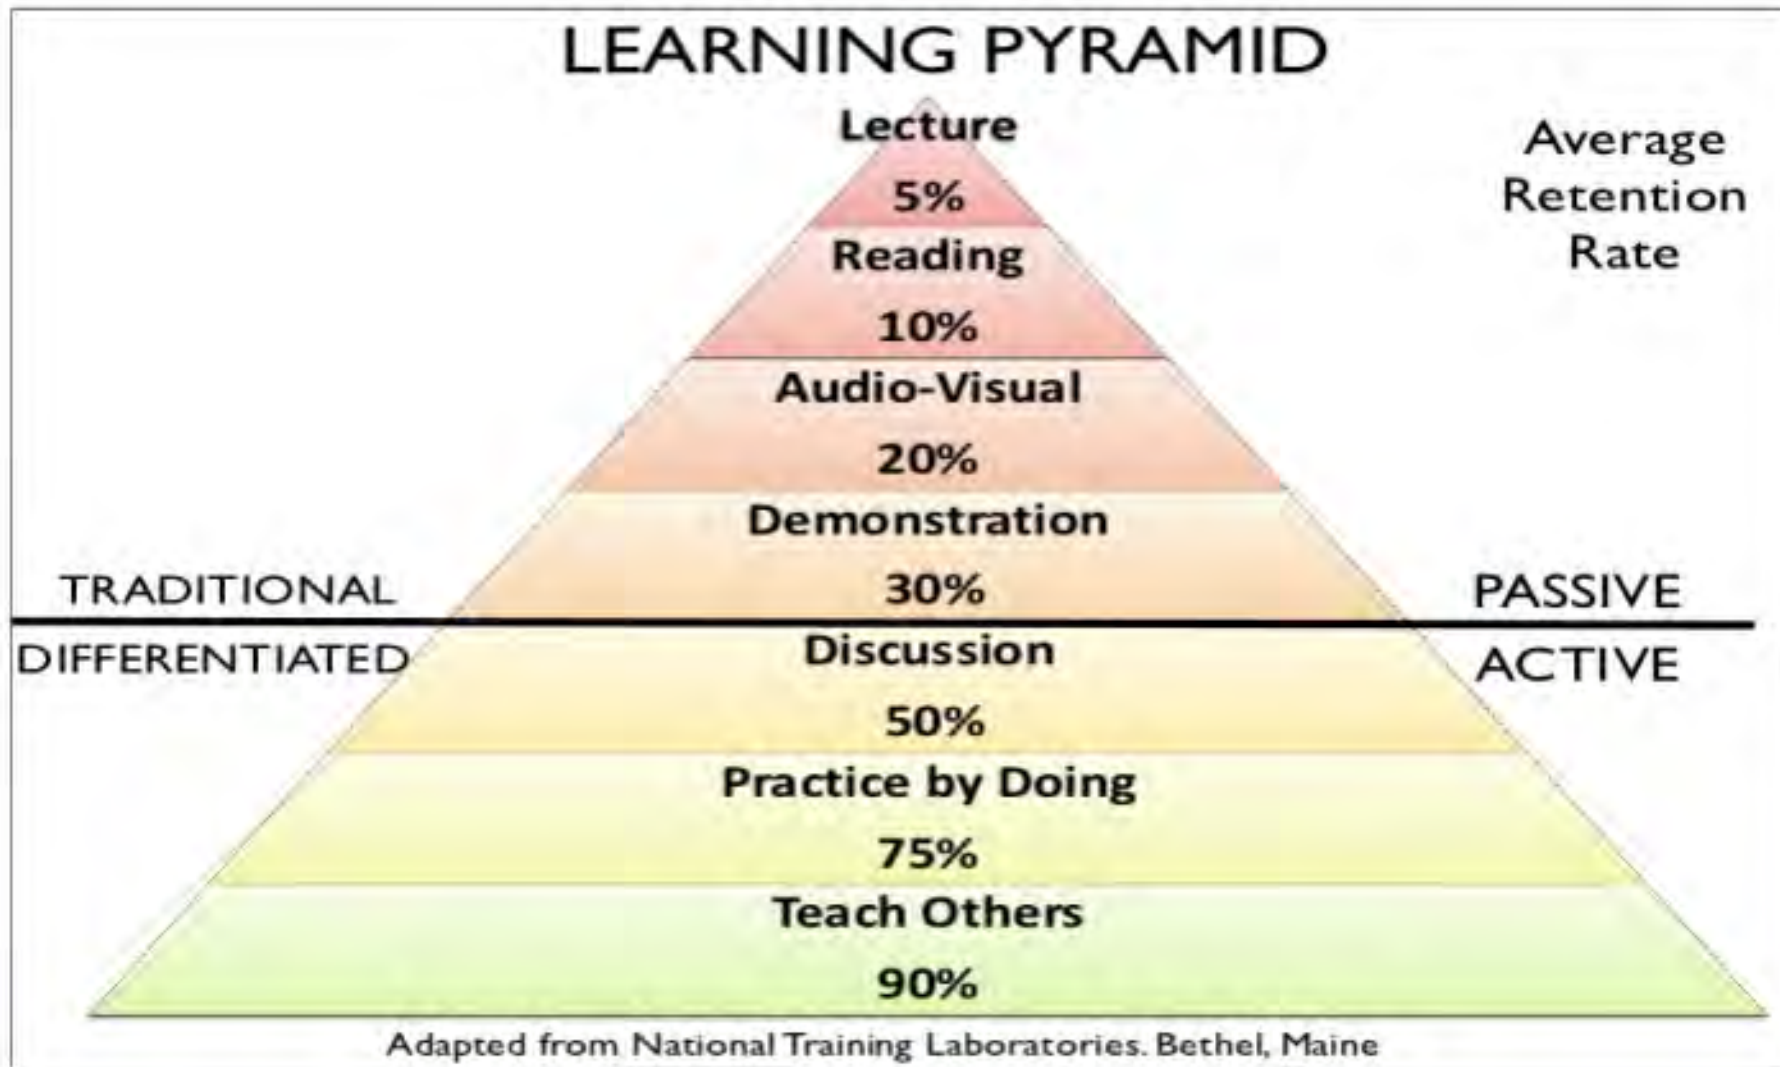 LEARNING PYRAMID
Lecture
5%
Average
Retention
Rate
Reading
10%
Audio-Visual
20%
Demonstration
30%
TRADITIONAL
PASSIVE
DIFFERENTIATED
ACTIVE
Discussion
50%
Practice by Doing
75%
Teach Others
90%
Adapted from National Training Laboratories. Bethel, Maine